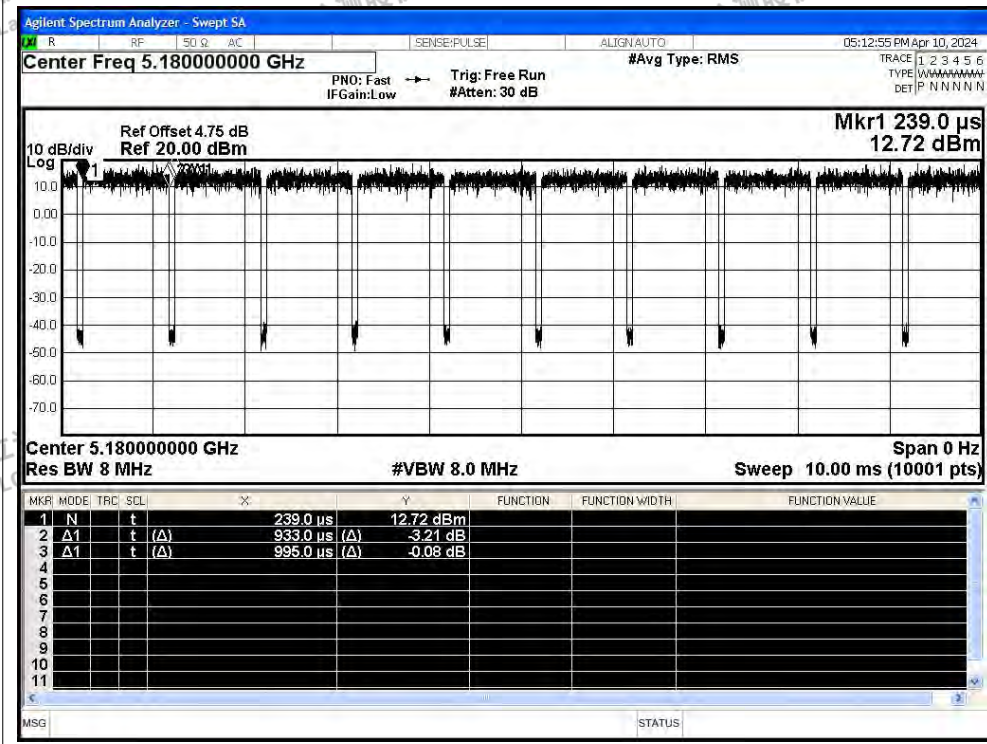 Agilent Spectrum Analyzer - Swept SA
R RF 50 Ω AC SENSE:PULSE ALIGN AUTO 05:12:55 PM Apr 10, 2024
Center Freq 5.180000000 GHz #Avg Type: RMS TRACE 1 2 3 4 5 6
PNO: Fast Trig: Free Run TYPE WWWWWW
IFGain:Low #Atten: 30 dB DET P N N N N N
Mkr1 239.0 µs
Ref Offset 4.75 dB
10 dB/div Ref 20.00 dBm 12.72 dBm
Log
1
10.0
0.00
-10.0
-20.0
-30.0
-40.0
-50.0
-60.0
-70.0
Center 5.180000000 GHz Span 0 Hz
Res BW 8 MHz #VBW 8.0 MHz Sweep 10.00 ms (10001 pts)
MKR MODE TRC SCL X Y FUNCTION FUNCTION WIDTH FUNCTION VALUE
1 N t 239.0 µs 12.72 dBm
2 Δ1 t (Δ) 933.0 µs (Δ) -3.21 dB
3 Δ1 t (Δ) 995.0 µs (Δ) -0.08 dB
4
5
6
7
8
9
10
11
MSG STATUS